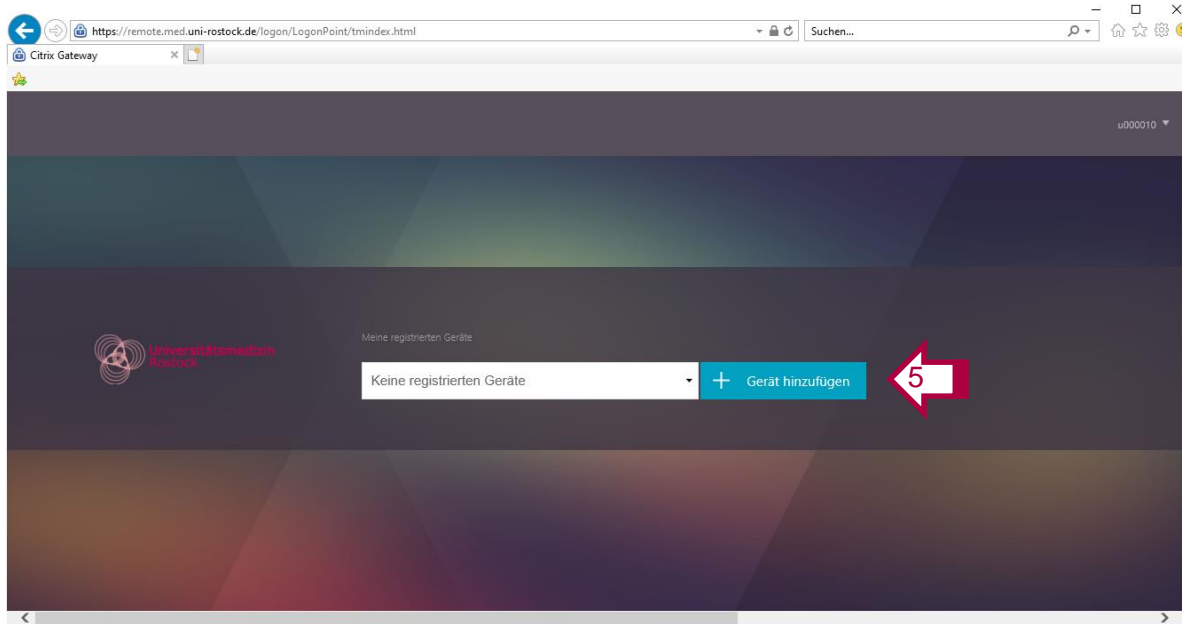 https://remote.med.uni-rostock.de/logon/LogonPoint/tmindex.html
Suchen...
Citrix Gateway
u000010
Meine registrierten Geräte
Universitätsmedizin
Rostock
Keine registrierten Geräte
+ Gerät hinzufügen
5